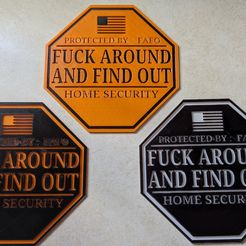 PROTECTED BY : FAFO
FUCK AROUND
AND FIND OUT
HOME SECURITY
K AROUND
FIND OUT
SECURITY
PROTECTED BY : FA
FUCK AROU
AND FIND O
HOME SECUR